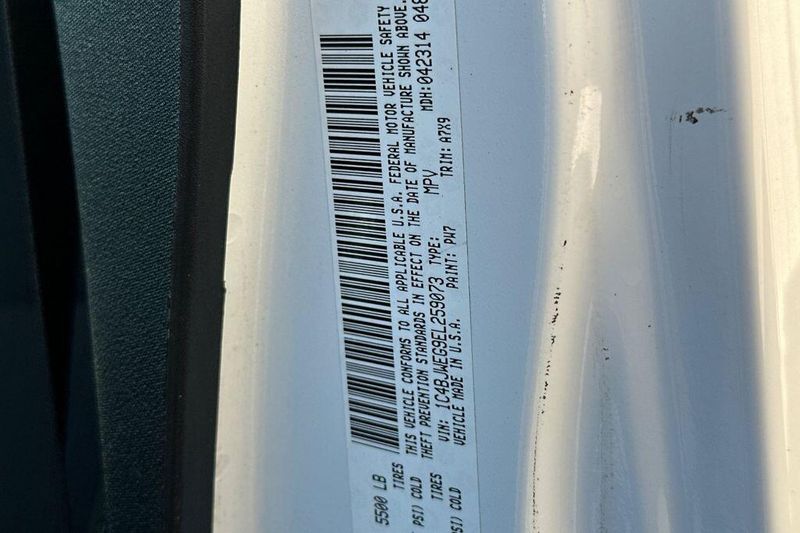 5500 LB
TIRES
PSI) COLD
TIRES
PSI) COLD
THIS VEHICLE CONFORMS TO ALL APPLICABLE U.S.A. FEDERAL MOTOR VEHICLE SAFETY
THEFT PREVENTION STANDARDS IN EFFECT ON THE DATE OF MANUFACTURE SHOWN ABOVE.
VIN: 1C4BJWEG9EL259073 TYPE: MPV MDH:042314 048
VEHICLE MADE IN U.S.A. PAINT: PW7 TRIM: A7X9